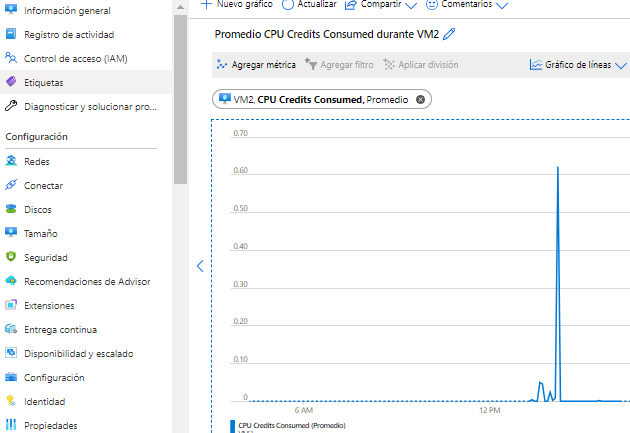 Información general
Registro de actividad
Control de acceso (IAM)
Etiquetas
Diagnosticar y solucionar pro...
Configuración
Redes
Conectar
Discos
Tamaño
Seguridad
Recomendaciones de Advisor
Extensiones
Entrega continua
Disponibilidad y escalado
Configuración
Identidad
Propiedades
Nuevo gráfico Actualizar Compartir Comentarios
Promedio CPU Credits Consumed durante VM2
Agregar métrica Agregar filtro Aplicar división Gráfico de líneas
VM2, CPU Credits Consumed, Promedio
0.70
0.60
0.50
0.40
0.30
0.20
0.10
0
6 AM 12 PM
CPU Credits Consumed (Promedio)
VM2